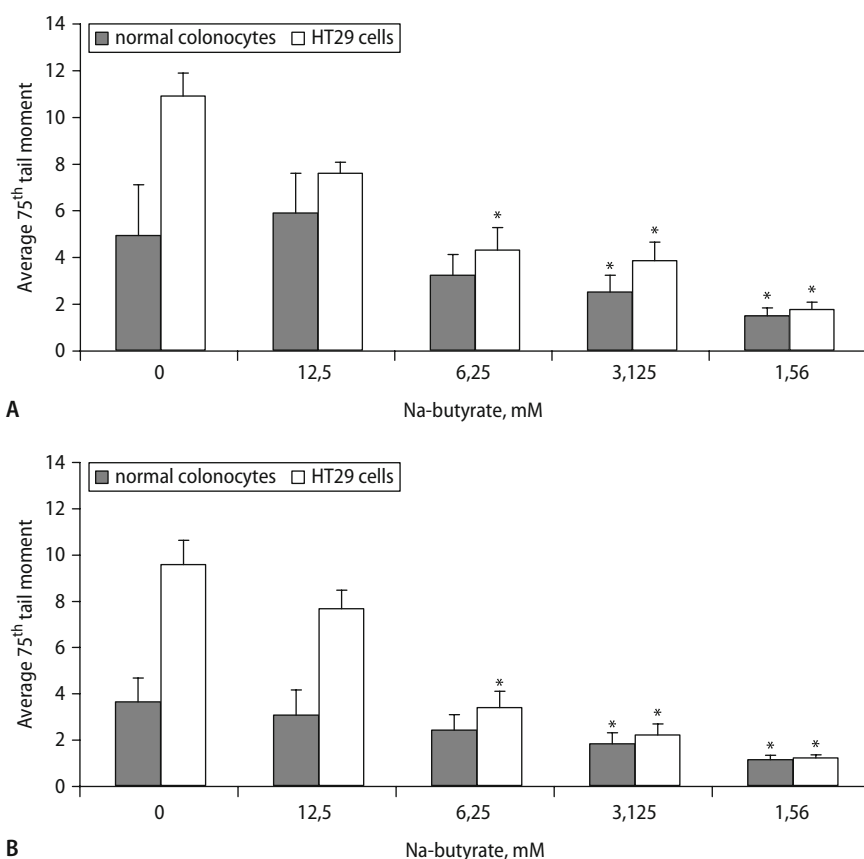 14
normal colonocytes HT29 cells
12
10
8
6
4
2
0
Average 75th tail moment
* * * * *
0 12,5 6,25 3,125 1,56
Na-butyrate, mM
A
14
normal colonocytes HT29 cells
12
10
8
6
4
2
0
Average 75th tail moment
* * * * *
0 12,5 6,25 3,125 1,56
Na-butyrate, mM
B